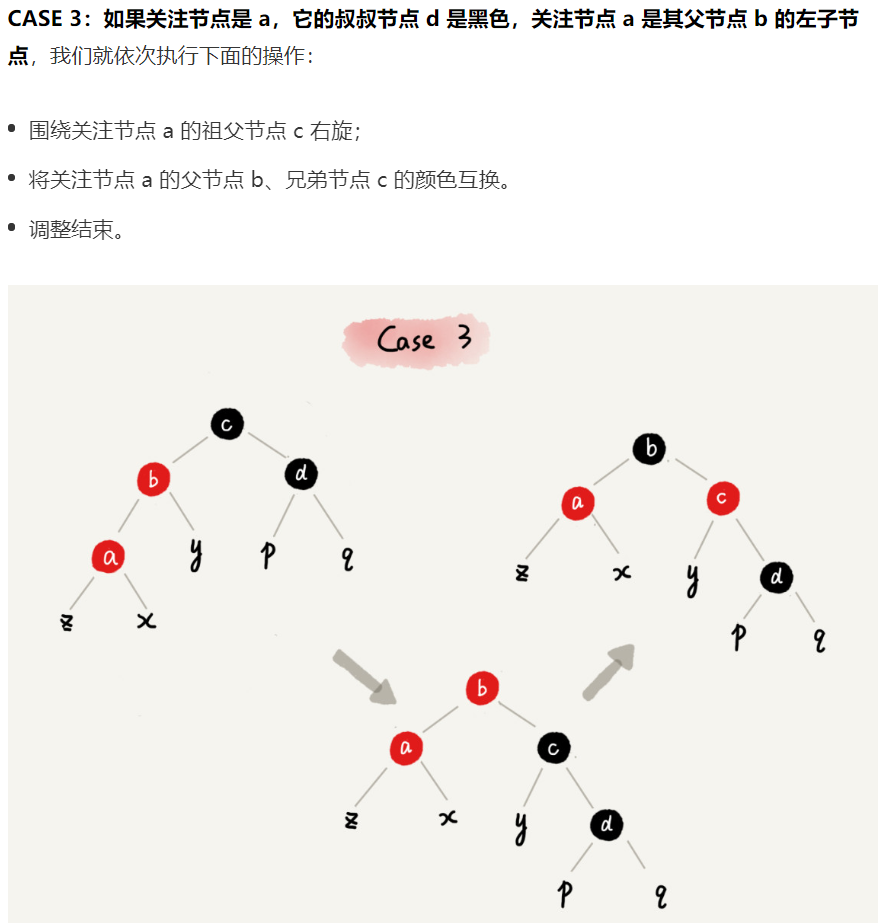 CASE 3：如果关注节点是 a，它的叔叔节点 d 是黑色，关注节点 a 是其父节点 b 的左子节
点，我们就依次执行下面的操作：
围绕关注节点 a 的祖父节点 c 右旋；
将关注节点 a 的父节点 b、兄弟节点 c 的颜色互换。
调整结束。
Case 3
c
b d
a y p q
z x
b
a c
z x y d
p q
b
a c
z x y d
p q